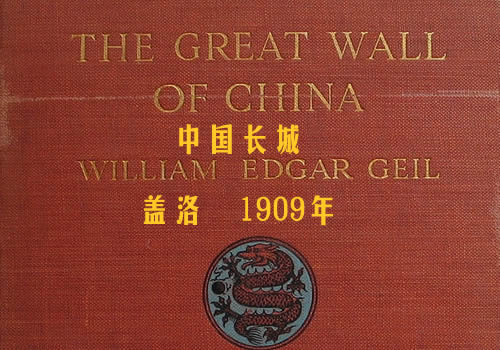 THE GREAT WALL
OF CHINA
中国长城
WILLIAM EDGAR GEIL
盖洛 1909年